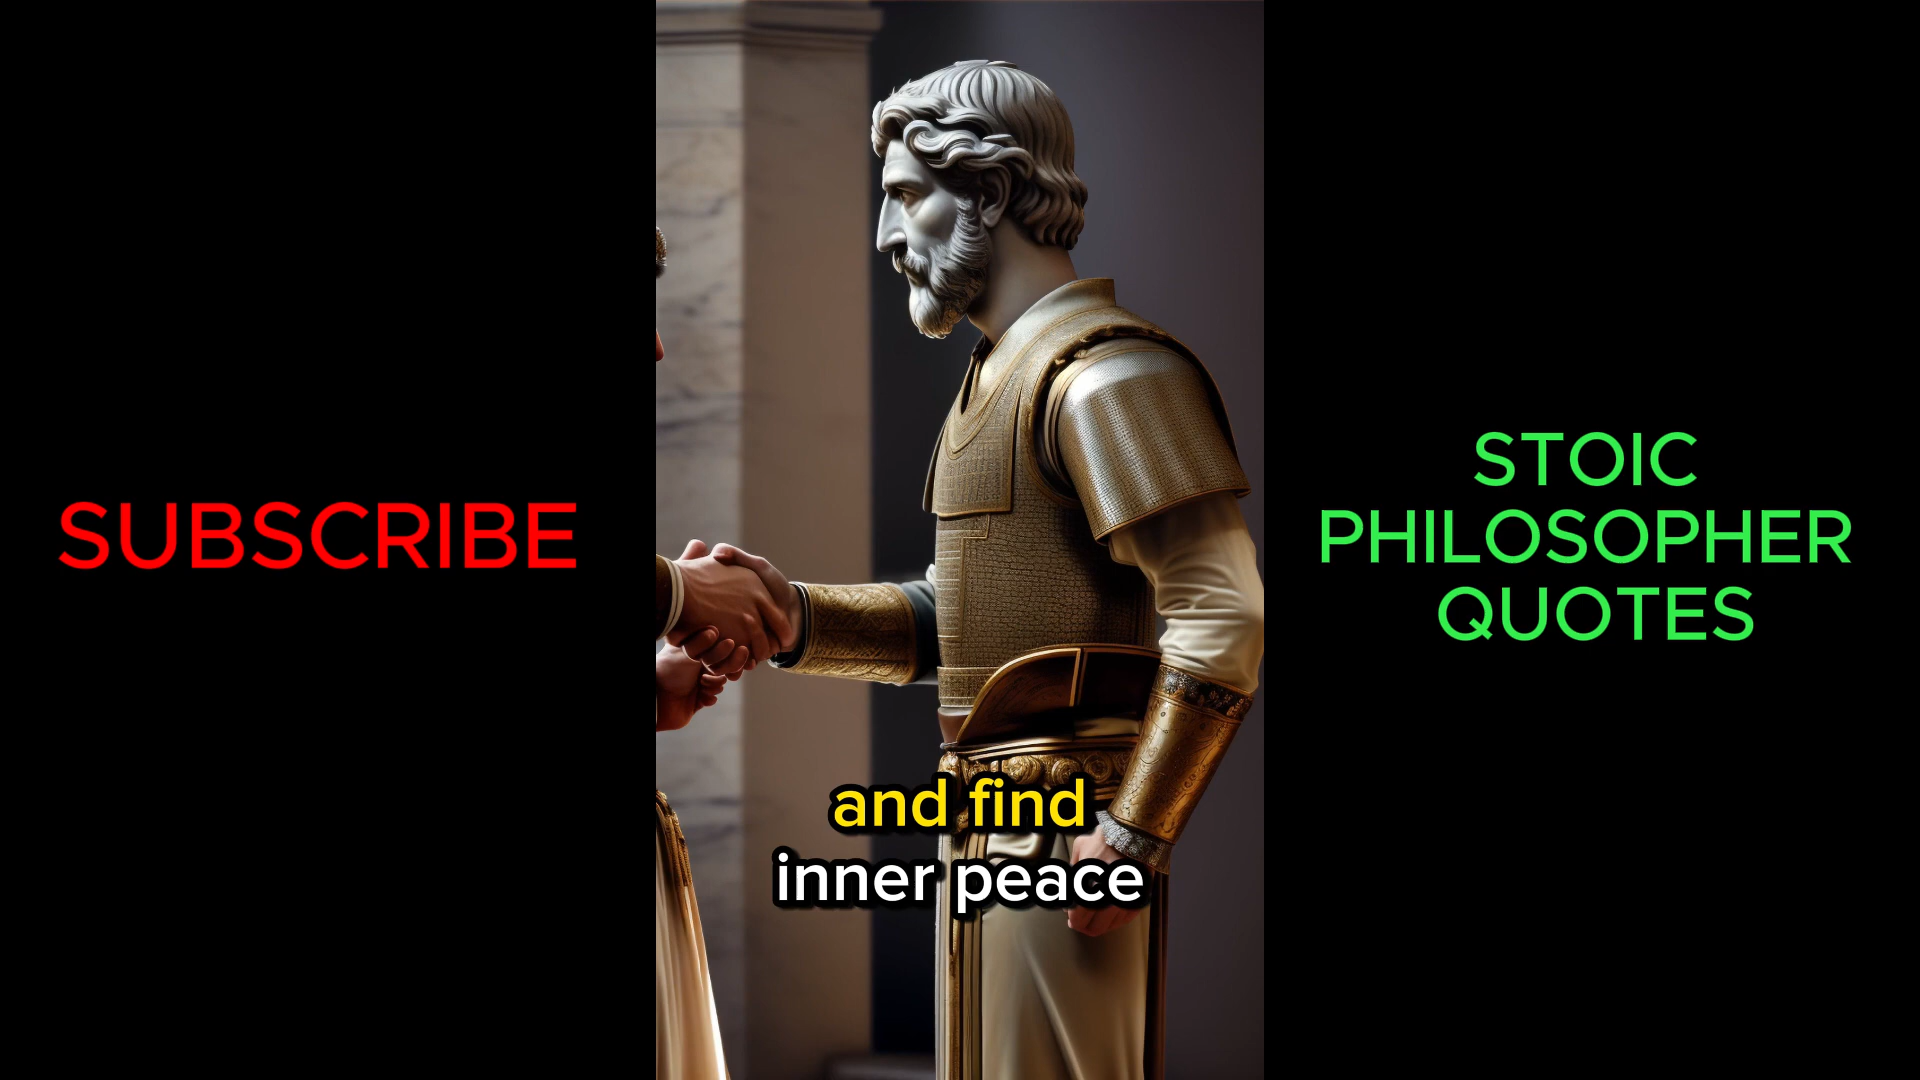 SUBSCRIBE
and find
inner peace
STOIC
PHILOSOPHER
QUOTES